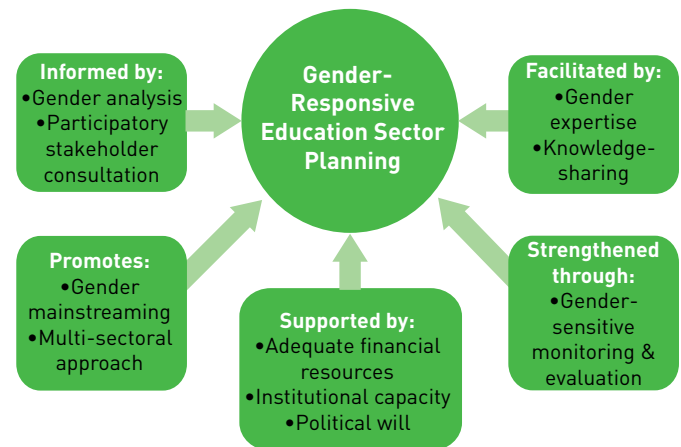 Gender-
Responsive
Education Sector
Planning
Informed by:
•Gender analysis
•Participatory
stakeholder
consultation
Facilitated by:
•Gender
expertise
•Knowledge-
sharing
Promotes:
•Gender
mainstreaming
•Multi-sectoral
approach
Supported by:
•Adequate financial
resources
•Institutional capacity
•Political will
Strengthened
through:
•Gender-
sensitive
monitoring &
evaluation